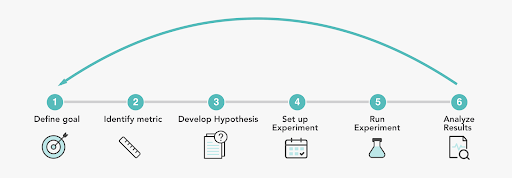 1 2 3 4 5 6
Define goal Identify metric Develop Hypothesis Set up Run Analyze
Experiment Experiment Results
?